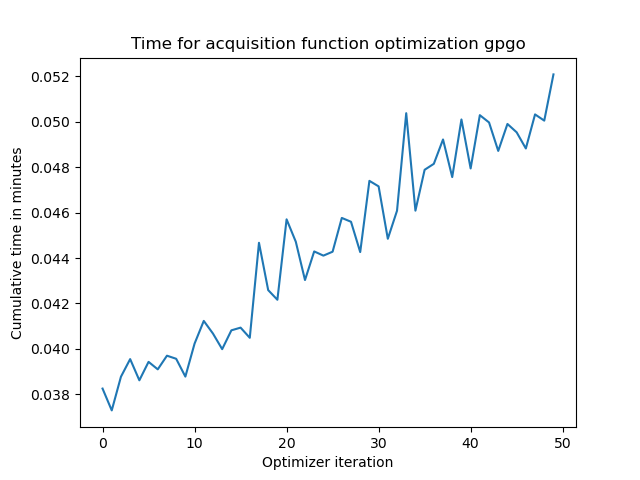 Time for acquisition function optimization gpgo
0.052
0.050
0.048
0.046
0.044
0.042
0.040
0.038
Cumulative time in minutes
0 10 20 30 40 50
Optimizer iteration